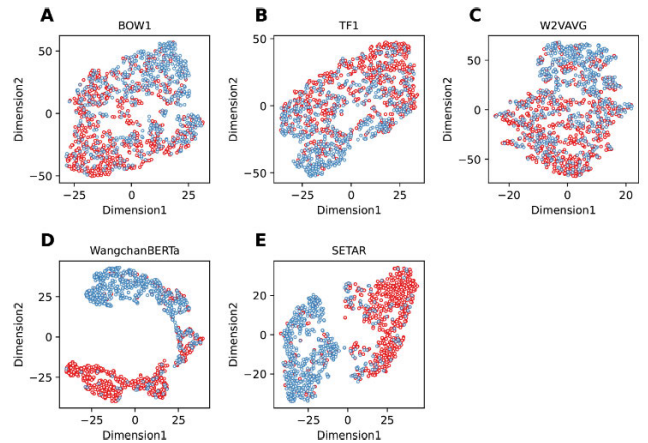 A
BOW1
50
0
−50
Dimension2
−25
0
25
Dimension1
B
TF1
50
0
−50
Dimension2
−25
0
25
Dimension1
C
W2VAVG
50
0
−50
Dimension2
−20
0
20
Dimension1
D
WangchanBERTa
25
0
−25
Dimension2
−25
0
25
Dimension1
E
SETAR
20
0
−20
Dimension2
−25
0
25
Dimension1